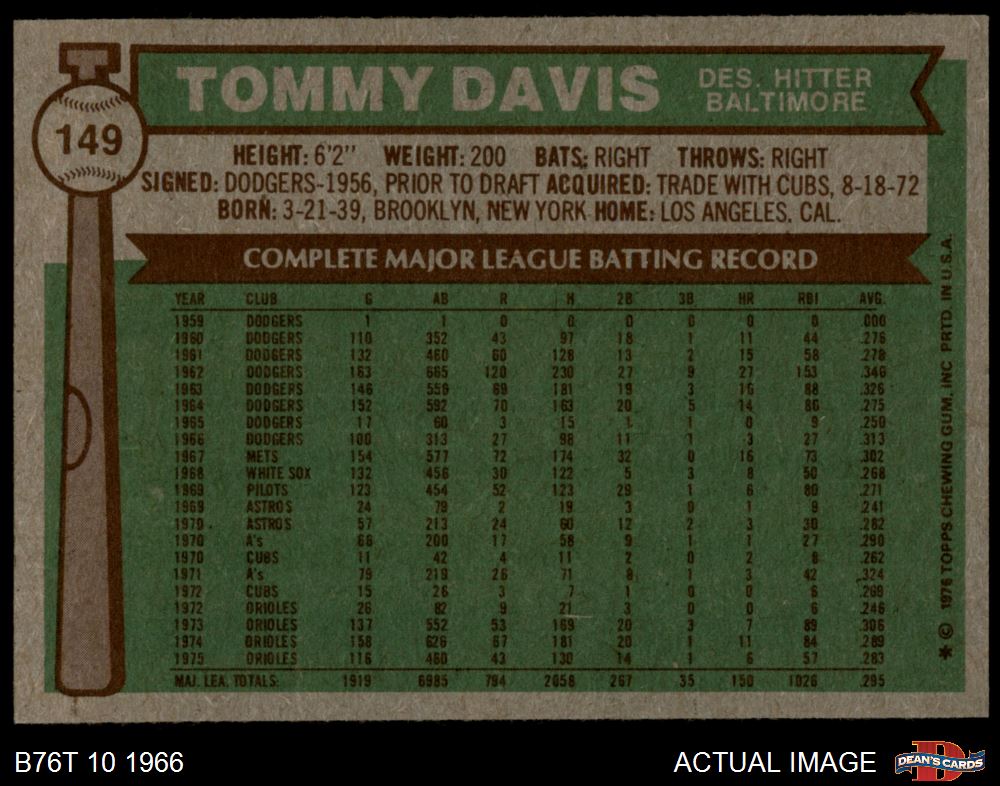 149
TOMMY DAVIS
DES. HITTER
BALTIMORE
HEIGHT: 6'2" WEIGHT: 200 BATS: RIGHT THROWS: RIGHT
SIGNED: DODGERS-1956, PRIOR TO DRAFT ACQUIRED: TRADE WITH CUBS, 8-18-72
BORN: 3-21-39, BROOKLYN, NEW YORK HOME: LOS ANGELES. CAL.
COMPLETE MAJOR LEAGUE BATTING RECORD
YEAR CLUB G AB R H 2B 3B HR RBI AVG.
1959 DODGERS 1 1 0 0 0 0 0 0 .000
1960 DODGERS 110 352 43 97 18 1 11 44 .276
1961 DODGERS 132 460 60 128 13 2 15 58 .278
1962 DODGERS 163 665 120 230 27 9 27 153 .346
1963 DODGERS 146 556 69 181 19 3 16 88 .326
1964 DODGERS 152 592 70 163 20 5 14 86 .275
1965 DODGERS 17 60 3 15 1 1 0 9 .250
1966 DODGERS 100 313 27 98 11 1 3 27 .313
1967 METS 154 577 72 174 32 0 16 73 .302
1968 WHITE SOX 132 456 30 122 5 3 8 50 .268
1969 PILOTS 123 454 52 123 29 1 6 80 .271
1969 ASTROS 24 79 2 19 3 0 1 9 .241
1970 ASTROS 57 213 24 60 12 2 3 30 .282
1970 A's 66 200 17 58 9 1 1 27 .290
1970 CUBS 11 42 4 11 2 0 2 8 .262
1971 A's 79 219 26 71 8 1 3 42 .324
1972 CUBS 15 26 3 7 1 0 0 6 .269
1972 ORIOLES 26 82 9 21 3 0 0 6 .246
1973 ORIOLES 137 552 53 169 20 3 7 89 .306
1974 ORIOLES 158 626 67 181 20 1 11 84 .289
1975 ORIOLES 116 460 43 130 14 1 6 57 .283
MAJ. LEA. TOTALS 1919 6985 794 2058 267 35 150 1026 .295
* © 1976 TOPPS CHEWING GUM, INC PRTD. IN U.S.A.
B76T 10 1966
ACTUAL IMAGE
D
DEAN'S CARDS